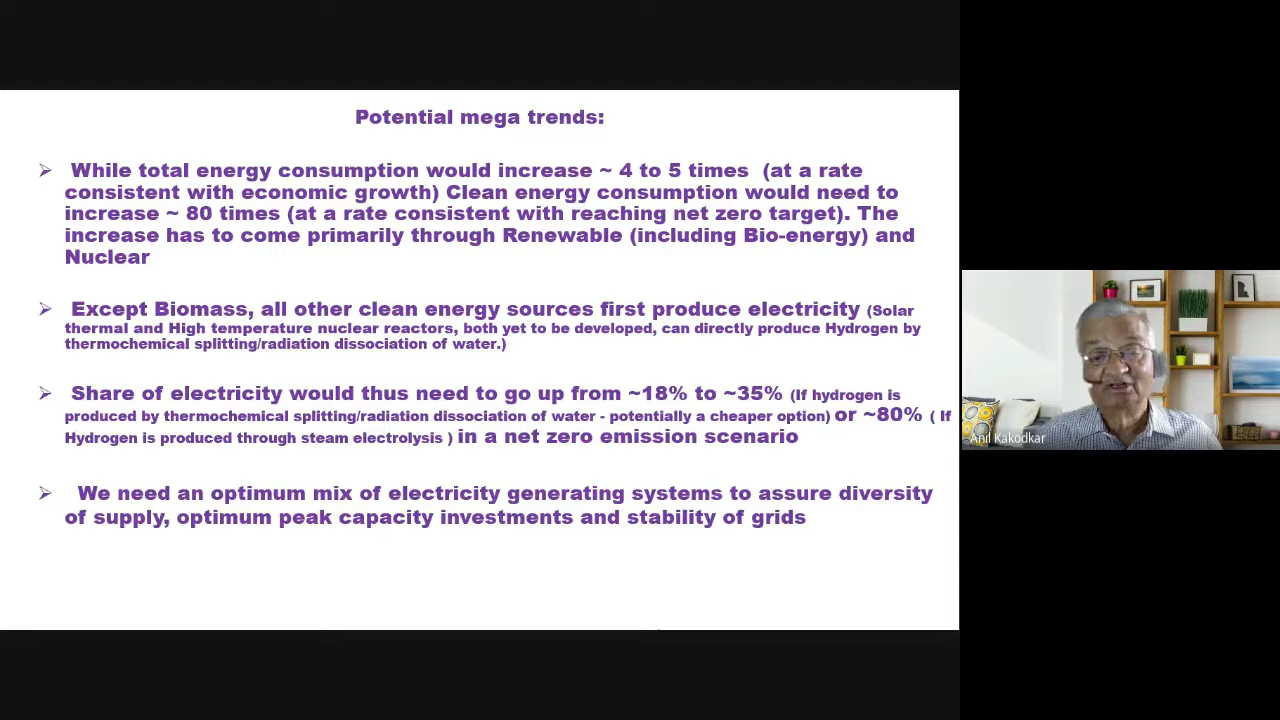 Potential mega trends:
➢ While total energy consumption would increase ~ 4 to 5 times (at a rate
consistent with economic growth) Clean energy consumption would need to
increase ~ 80 times (at a rate consistent with reaching net zero target). The
increase has to come primarily through Renewable (including Bio-energy) and
Nuclear
➢ Except Biomass, all other clean energy sources first produce electricity (Solar
thermal and High temperature nuclear reactors, both yet to be developed, can directly produce Hydrogen by
thermochemical splitting/radiation dissociation of water.)
➢ Share of electricity would thus need to go up from ~18% to ~35% (If hydrogen is
produced by thermochemical splitting/radiation dissociation of water - potentially a cheaper option) or ~80% ( If
Hydrogen is produced through steam electrolysis ) in a net zero emission scenario
➢ We need an optimum mix of electricity generating systems to assure diversity
of supply, optimum peak capacity investments and stability of grids
Anil Kakodkar